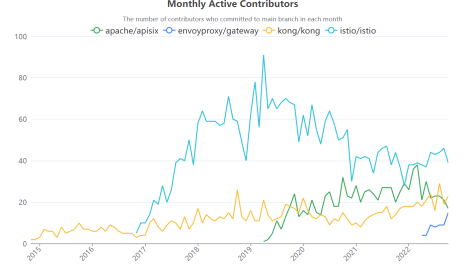 Monthly Active Contributors
The number of contributors who committed to main branch in each month
apache/apisix envoyproxy/gateway kong/kong istio/istio
100
80
60
40
20
0
2015 2016 2017 2018 2019 2020 2021 2022